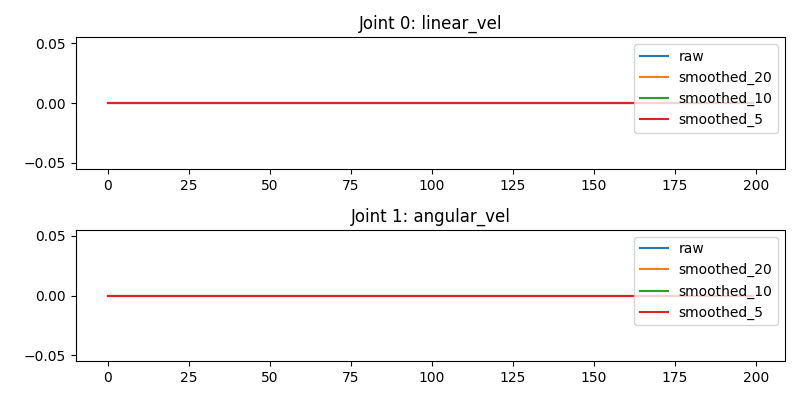 Joint 0: linear_vel
0.05
0.00
−0.05
raw
smoothed_20
smoothed_10
smoothed_5
0 25 50 75 100 125 150 175 200
Joint 1: angular_vel
0.05
0.00
−0.05
raw
smoothed_20
smoothed_10
smoothed_5
0 25 50 75 100 125 150 175 200